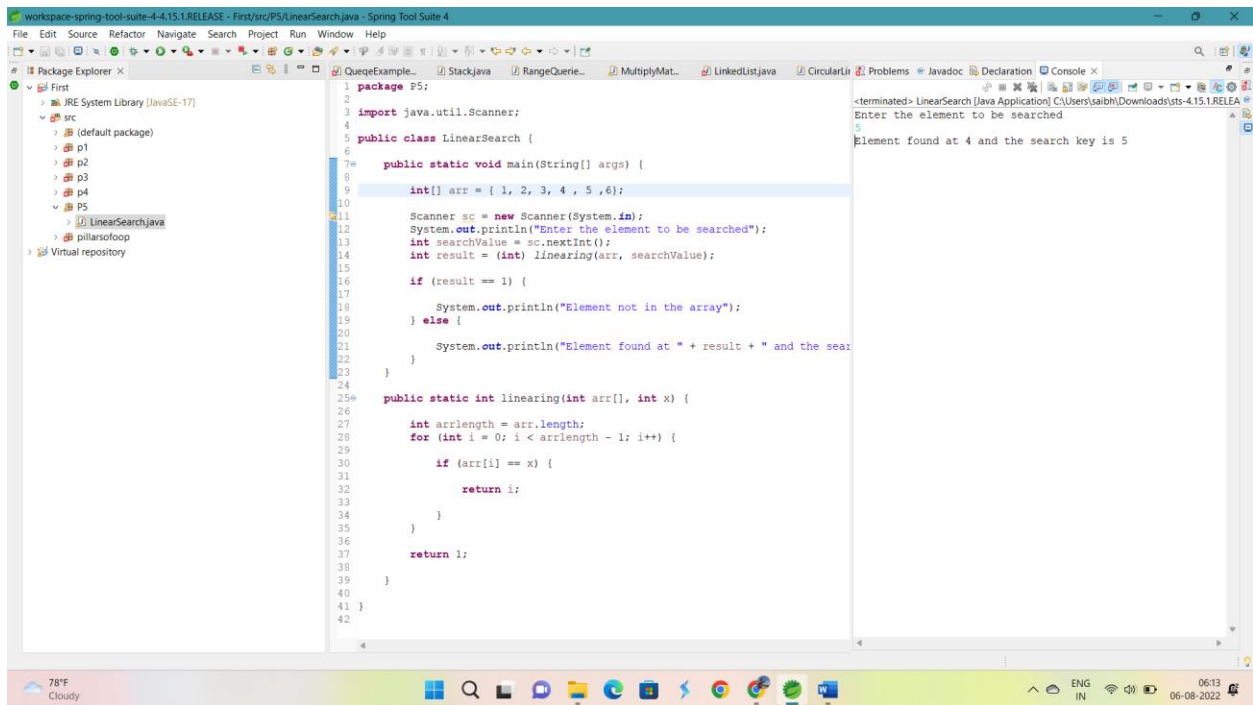 workspace-spring-tool-suite-4-4.15.1.RELEASE - First/src/P5/LinearSearch.java - Spring Tool Suite 4
File Edit Source Refactor Navigate Search Project Run Window Help
Package Explorer
First
JRE System Library [JavaSE-17]
src
(default package)
p1
p2
p3
p4
P5
LinearSearch.java
pillarsofoop
Virtual repository
QueqeExample... Stack.java RangeQuerie... MultiplyMat... LinkedList.java CircularLir
1 package P5;
2
3 import java.util.Scanner;
4
5 public class LinearSearch {
6
7 public static void main(String[] args) {
8
9 int[] arr = { 1, 2, 3, 4 , 5 ,6};
10
11 Scanner sc = new Scanner(System.in);
12 System.out.println("Enter the element to be searched");
13 int searchValue = sc.nextInt();
14 int result = (int) linearing(arr, searchValue);
15
16 if (result == 1) {
17
18 System.out.println("Element not in the array");
19 } else {
20
21 System.out.println("Element found at " + result + " and the sear
22 }
23 }
24
25 public static int linearing(int arr[], int x) {
26
27 int arrlength = arr.length;
28 for (int i = 0; i < arrlength - 1; i++) {
29
30 if (arr[i] == x) {
31
32 return i;
33
34 }
35 }
36
37 return 1;
38
39 }
40
41 }
42
Problems Javadoc Declaration Console
<terminated> LinearSearch [Java Application] C:\Users\saibh\Downloads\sts-4.15.1.RELEA
Enter the element to be searched
5
Element found at 4 and the search key is 5
78°F
Cloudy
ENG
IN
06:13
06-08-2022